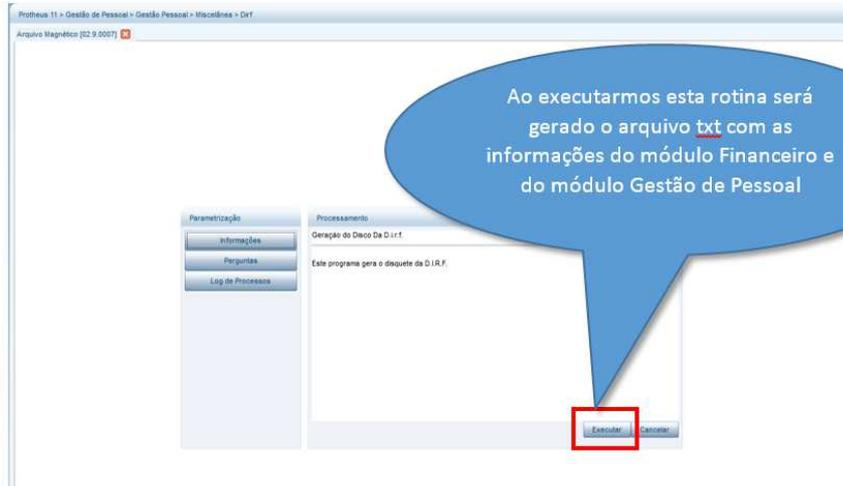 Protheus 11 > Gestão de Pessoal > Gestão Pessoal > Miscelânea > Dirf
Arquivo Magnético [02.9.0007]
Ao executarmos esta rotina será
gerado o arquivo txt com as
informações do módulo Financeiro e
do módulo Gestão de Pessoal
Parametrização
Informações
Perguntas
Log de Processos
Processamento
Geração do Disco Da D.i.r.f.
Este programa gera o disquete da D.I.R.F.
Executar
Cancelar